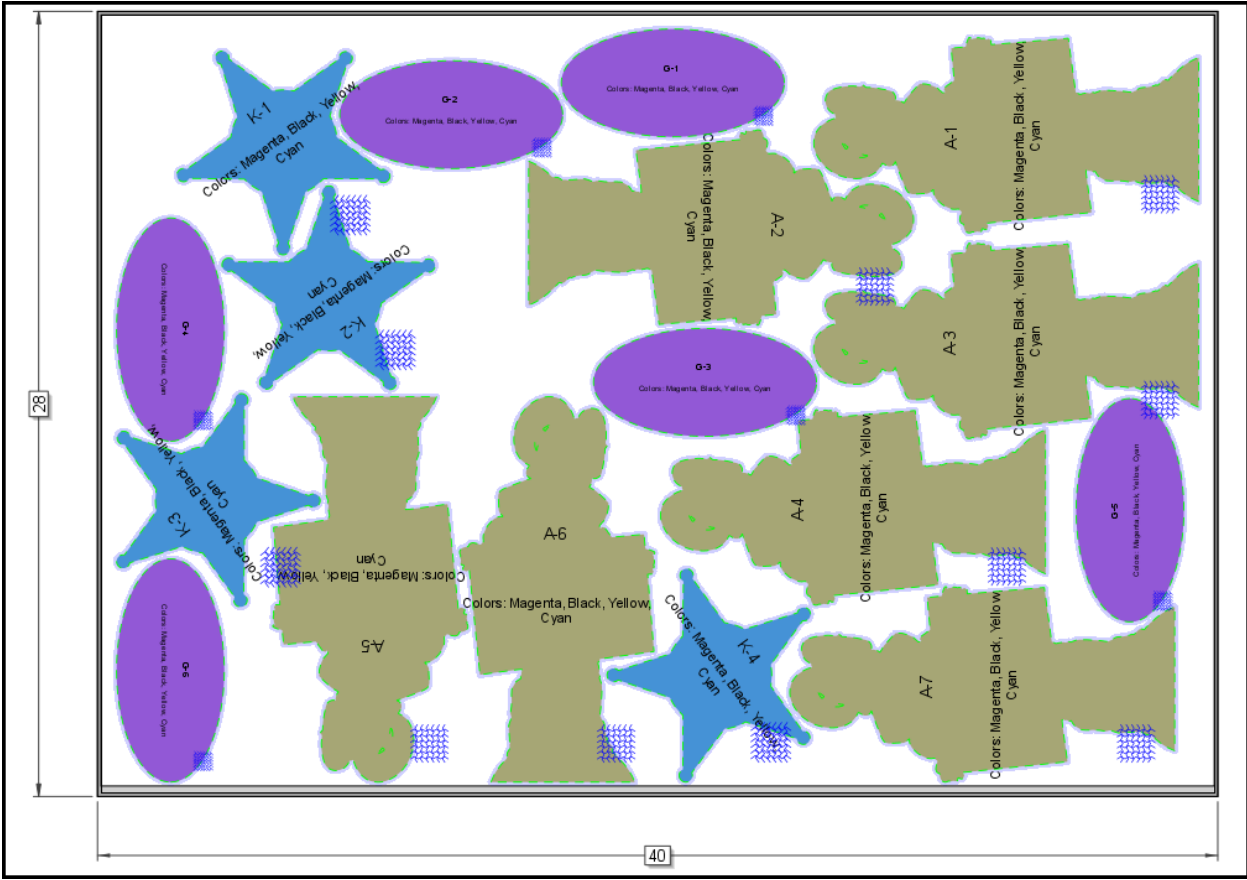 K-1
Colors: Magenta, Black, Yellow,
Cyan
G-2
Colors: Magenta, Black, Yellow, Cyan
G-1
Colors: Magenta, Black, Yellow, Cyan
A-1
Colors: Magenta, Black, Yellow,
Cyan
A-2
Colors: Magenta, Black, Yellow,
Cyan
G-4
Colors: Magenta, Black, Yellow, Cyan
K-2
Colors: Magenta, Black, Yellow,
Cyan
A-3
Colors: Magenta, Black, Yellow,
Cyan
G-3
Colors: Magenta, Black, Yellow, Cyan
28
K-3
Colors: Magenta, Black, Yellow,
Cyan
A-5
Colors: Magenta, Black, Yellow,
Cyan
A-6
Colors: Magenta, Black, Yellow,
Cyan
A-4
Colors: Magenta, Black, Yellow,
Cyan
G-5
Colors: Magenta, Black, Yellow, Cyan
G-6
Colors: Magenta, Black, Yellow, Cyan
K-4
Colors: Magenta, Black, Yellow,
Cyan
A-7
Colors: Magenta, Black, Yellow,
Cyan
40